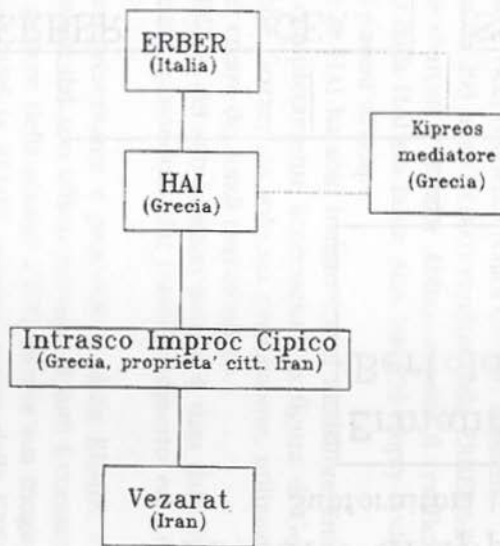 ERBER
(Italia)
Kipreos
mediatore
(Grecia)
HAI
(Grecia)
Intrasco Improc Cipico
(Grecia, proprieta' citt. Iran)
Vezarat
(Iran)